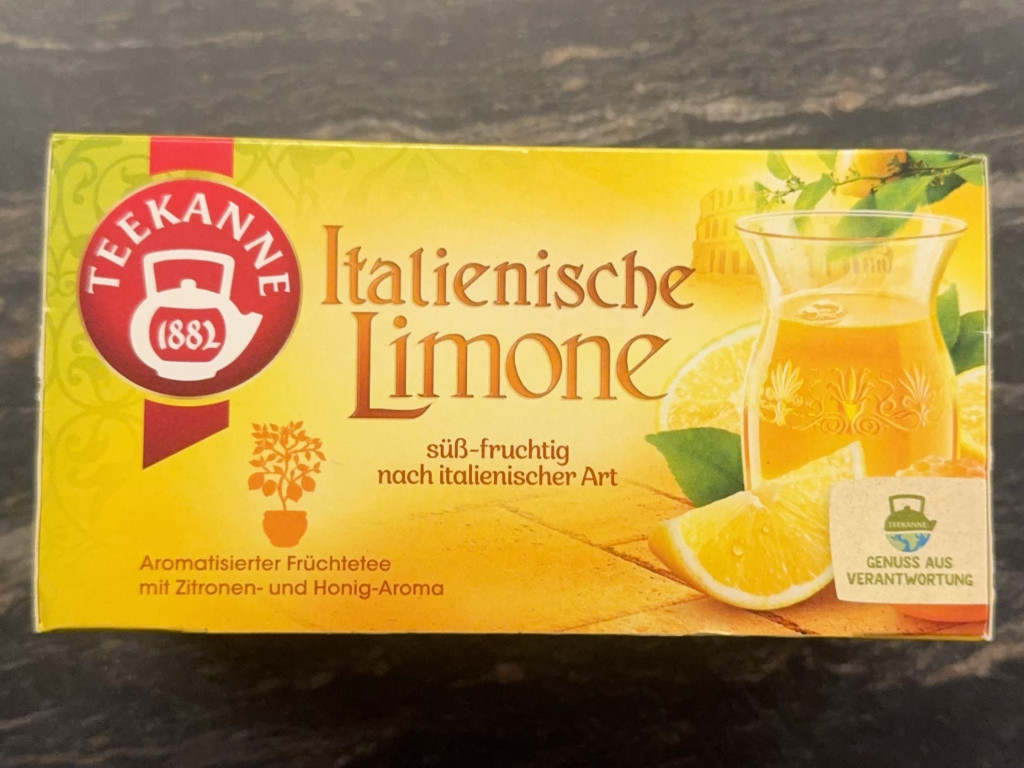 TEEKANNE
1882
Italienische
Limone
süß-fruchtig
nach italienischer Art
Aromatisierter Früchtetee
mit Zitronen- und Honig-Aroma
TEEKANNE
GENUSS AUS
VERANTWORTUNG